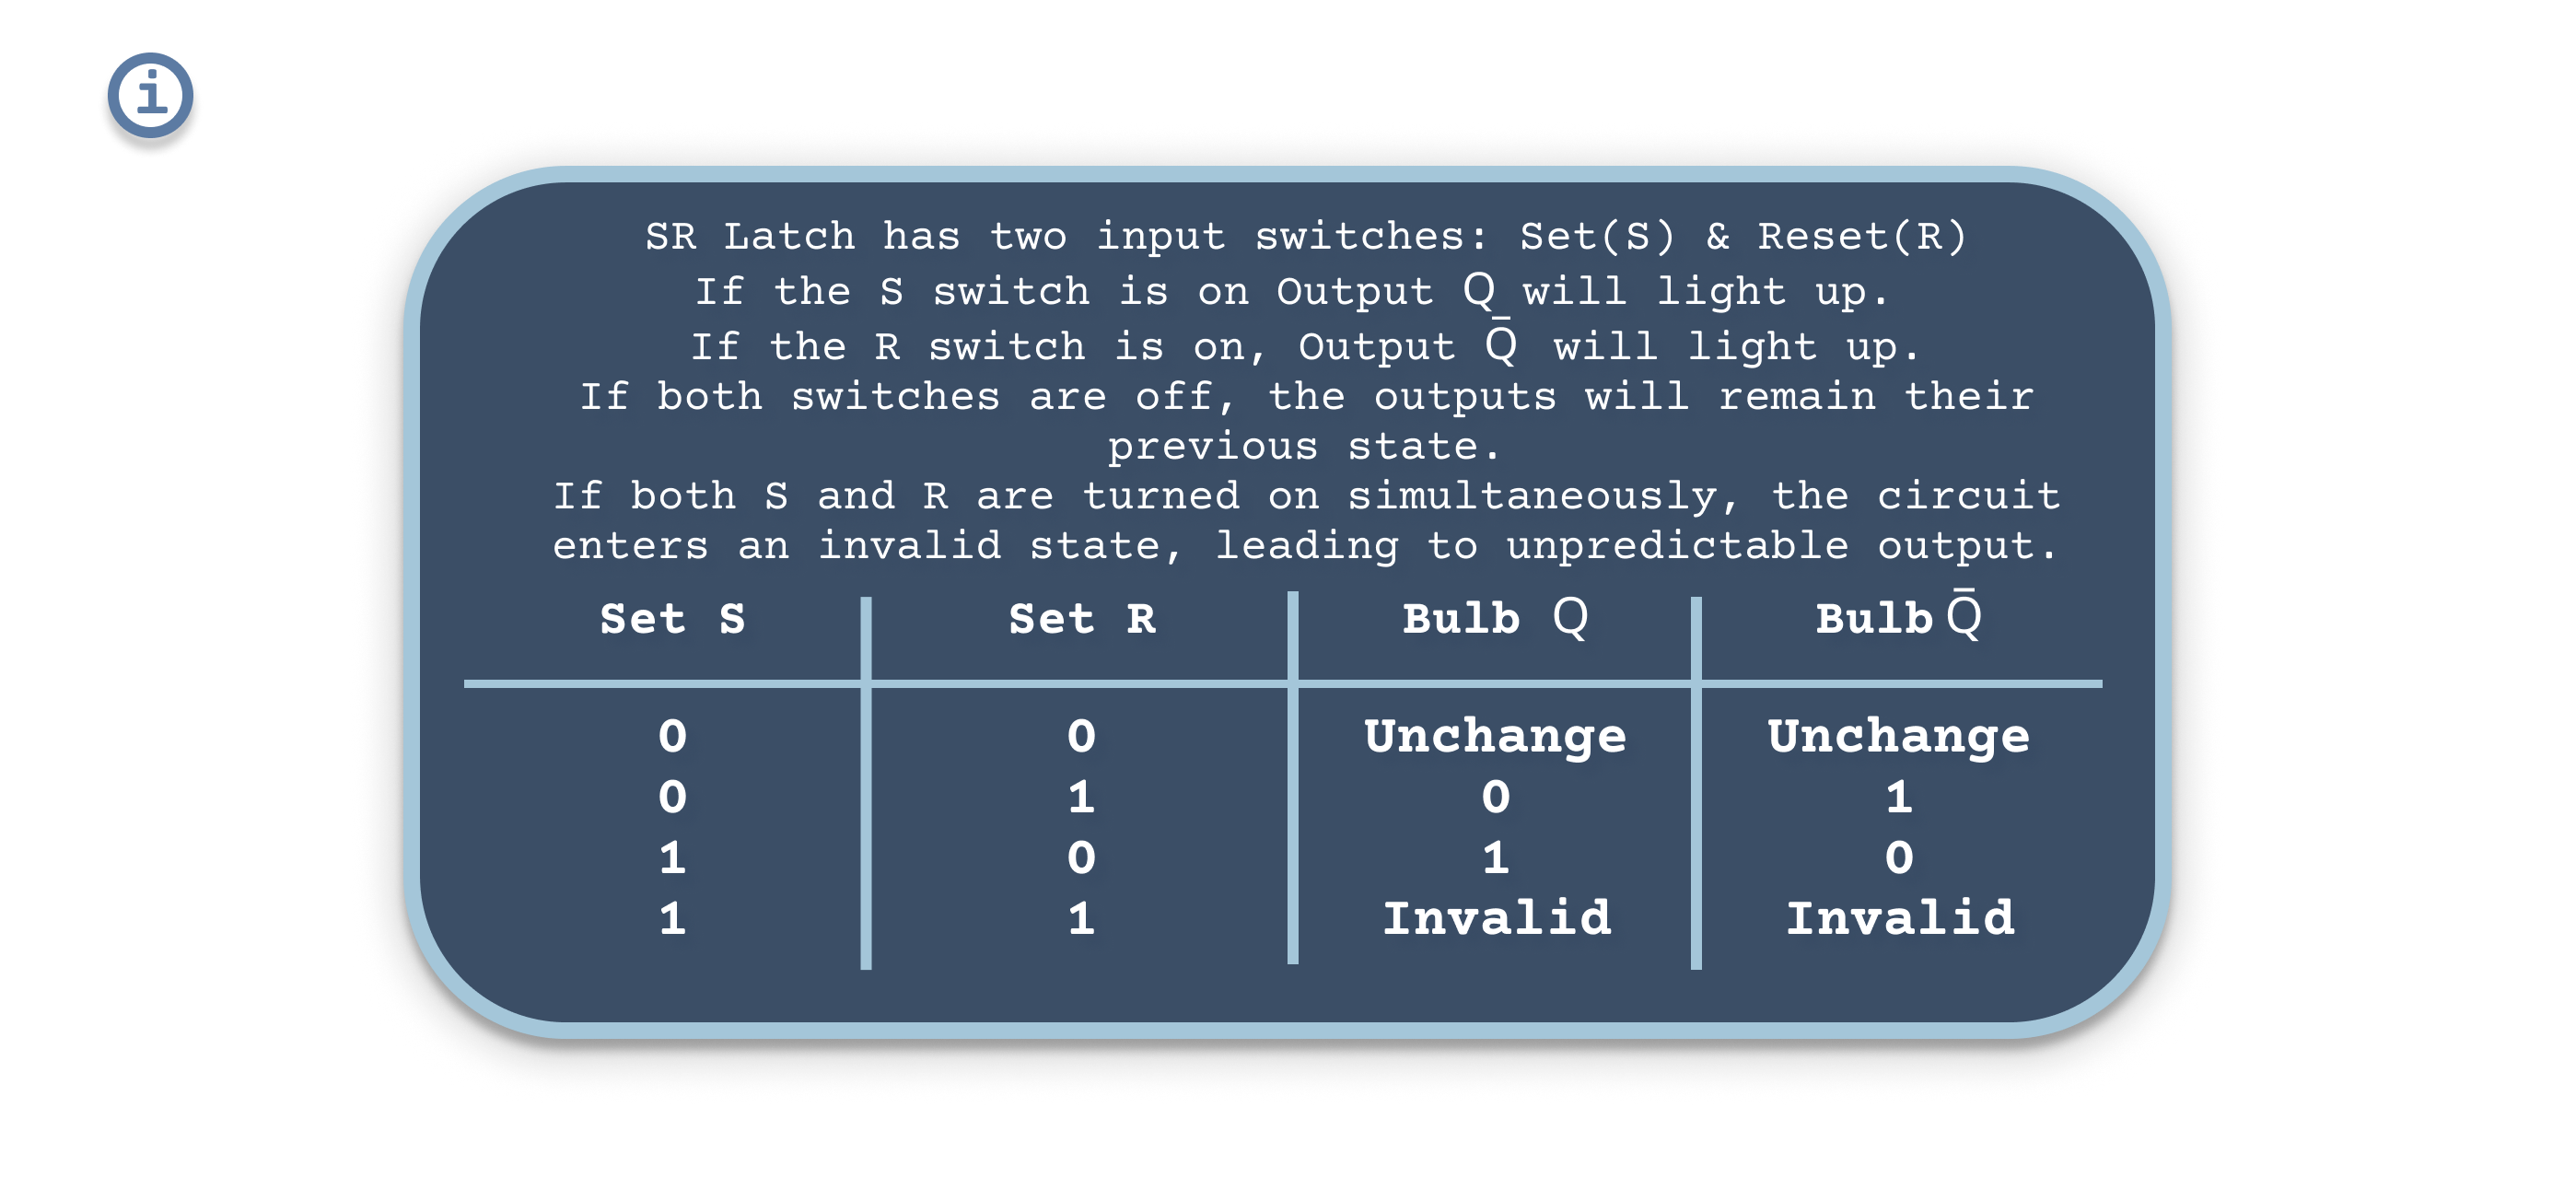 i
SR Latch has two input switches: Set(S) & Reset(R)
If the S switch is on Output Q will light up.
If the R switch is on, Output Q̄ will light up.
If both switches are off, the outputs will remain their
previous state.
If both S and R are turned on simultaneously, the circuit
enters an invalid state, leading to unpredictable output.
Set S Set R Bulb Q Bulb Q̄
0 0 Unchange Unchange
0 1 0 1
1 0 1 0
1 1 Invalid Invalid